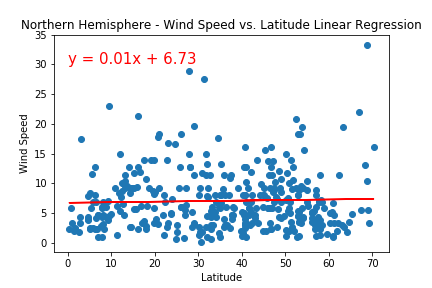 Northern Hemisphere - Wind Speed vs. Latitude Linear Regression
35
y = 0.01x + 6.73
30
25
20
15
10
5
0
Wind Speed
0 10 20 30 40 50 60 70
Latitude